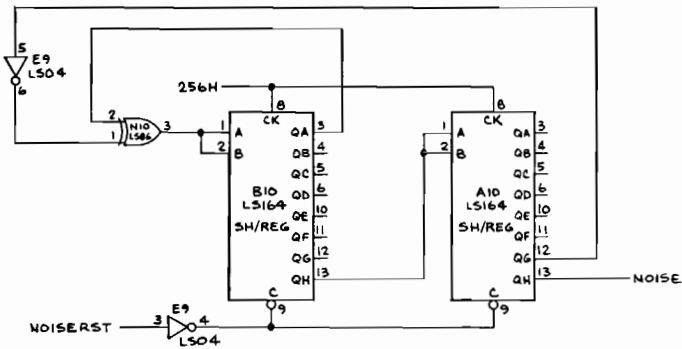 5
E9
LS04
6
2
1
N10
LS86
3
256H
8
CK
1
A
2
B
QA 3
QB 4
QC 5
QD 6
QE 10
QF 11
QG 12
QH 13
B10
LS164
SH/REG
C
9
8
CK
1
A
2
B
QA 3
QB 4
QC 5
QD 6
QE 10
QF 11
QG 12
QH 13
A10
LS164
SH/REG
C
9
NOISE
NOISERST
3
E9
4
LS04